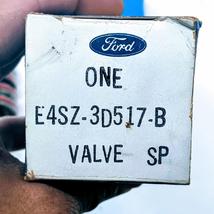 Ford
ONE
E4SZ-3D517-B
VALVE SP